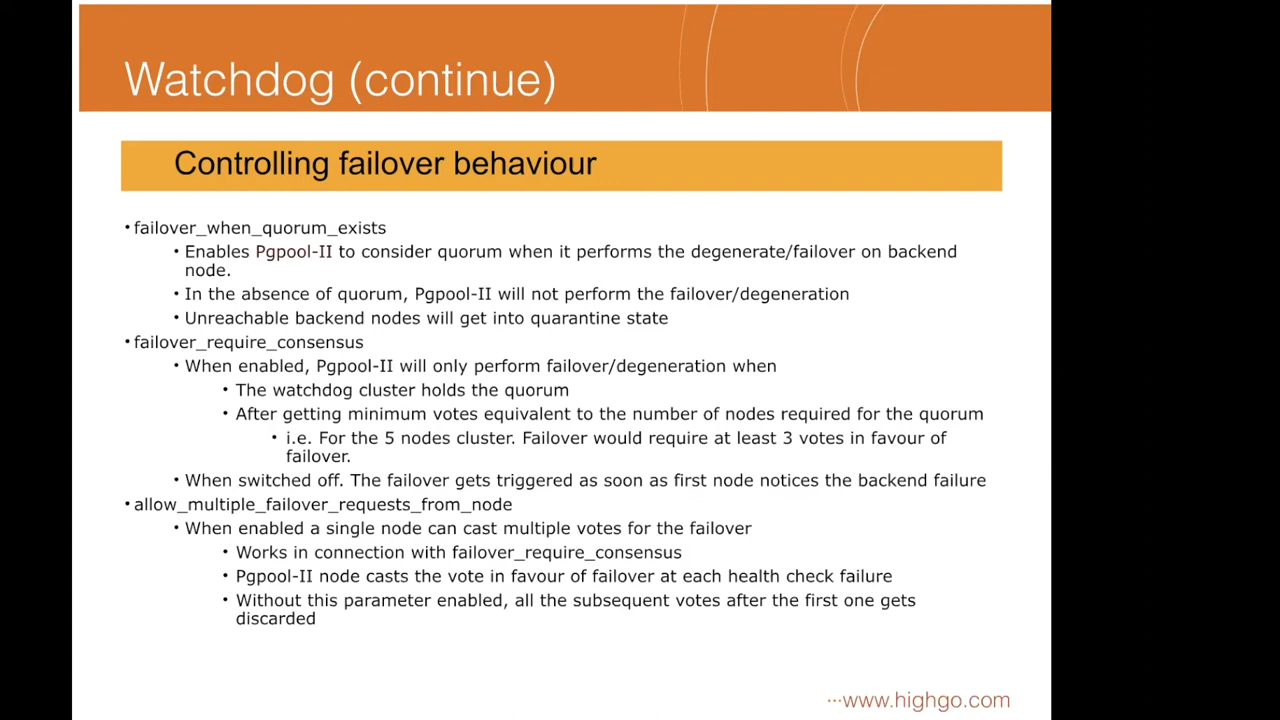 Watchdog (continue)
Controlling failover behaviour
•failover_when_quorum_exists
•Enables Pgpool-II to consider quorum when it performs the degenerate/failover on backend
node.
•In the absence of quorum, Pgpool-II will not perform the failover/degeneration
•Unreachable backend nodes will get into quarantine state
•failover_require_consensus
•When enabled, Pgpool-II will only perform failover/degeneration when
•The watchdog cluster holds the quorum
•After getting minimum votes equivalent to the number of nodes required for the quorum
•i.e. For the 5 nodes cluster. Failover would require at least 3 votes in favour of
failover.
•When switched off. The failover gets triggered as soon as first node notices the backend failure
•allow_multiple_failover_requests_from_node
•When enabled a single node can cast multiple votes for the failover
•Works in connection with failover_require_consensus
•Pgpool-II node casts the vote in favour of failover at each health check failure
•Without this parameter enabled, all the subsequent votes after the first one gets
discarded
···www.highgo.com